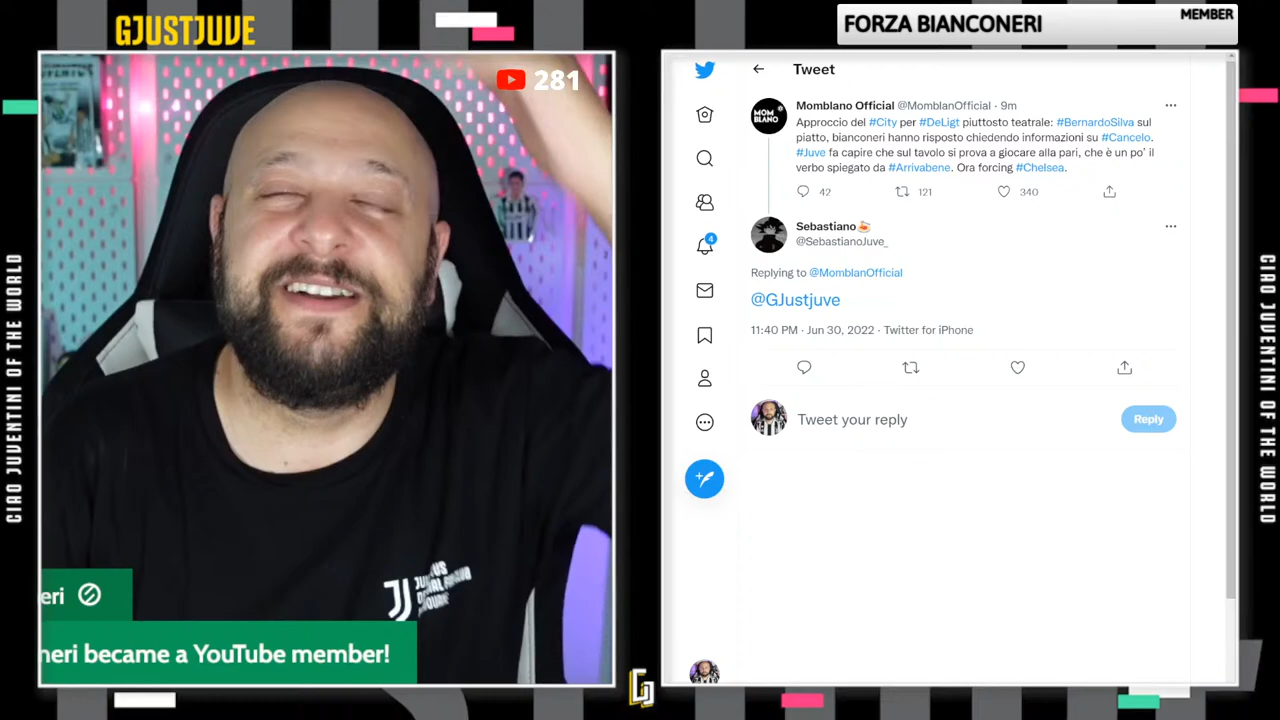 GJUSTJUVE
MEMBER
FORZA BIANCONERI
281
CIAO JUVENTINI OF THE WORLD
Tweet
Momblano Official @MomblanOfficial · 9m
MOM
BLANO
Approccio del #City per #DeLigt piuttosto teatrale: #BernardoSilva sul
piatto, bianconeri hanno risposto chiedendo informazioni su #Cancelo.
#Juve fa capire che sul tavolo si prova a giocare alla pari, che è un po' il
verbo spiegato da #Arrivabene. Ora forcing #Chelsea.
42 121 340
Sebastiano
@SebastianoJuve_
4
Replying to @MomblanOfficial
@GJustjuve
11:40 PM · Jun 30, 2022 · Twitter for iPhone
Tweet your reply
Reply
eri
neri became a YouTube member!
CIAO JUVENTINI OF THE WORLD